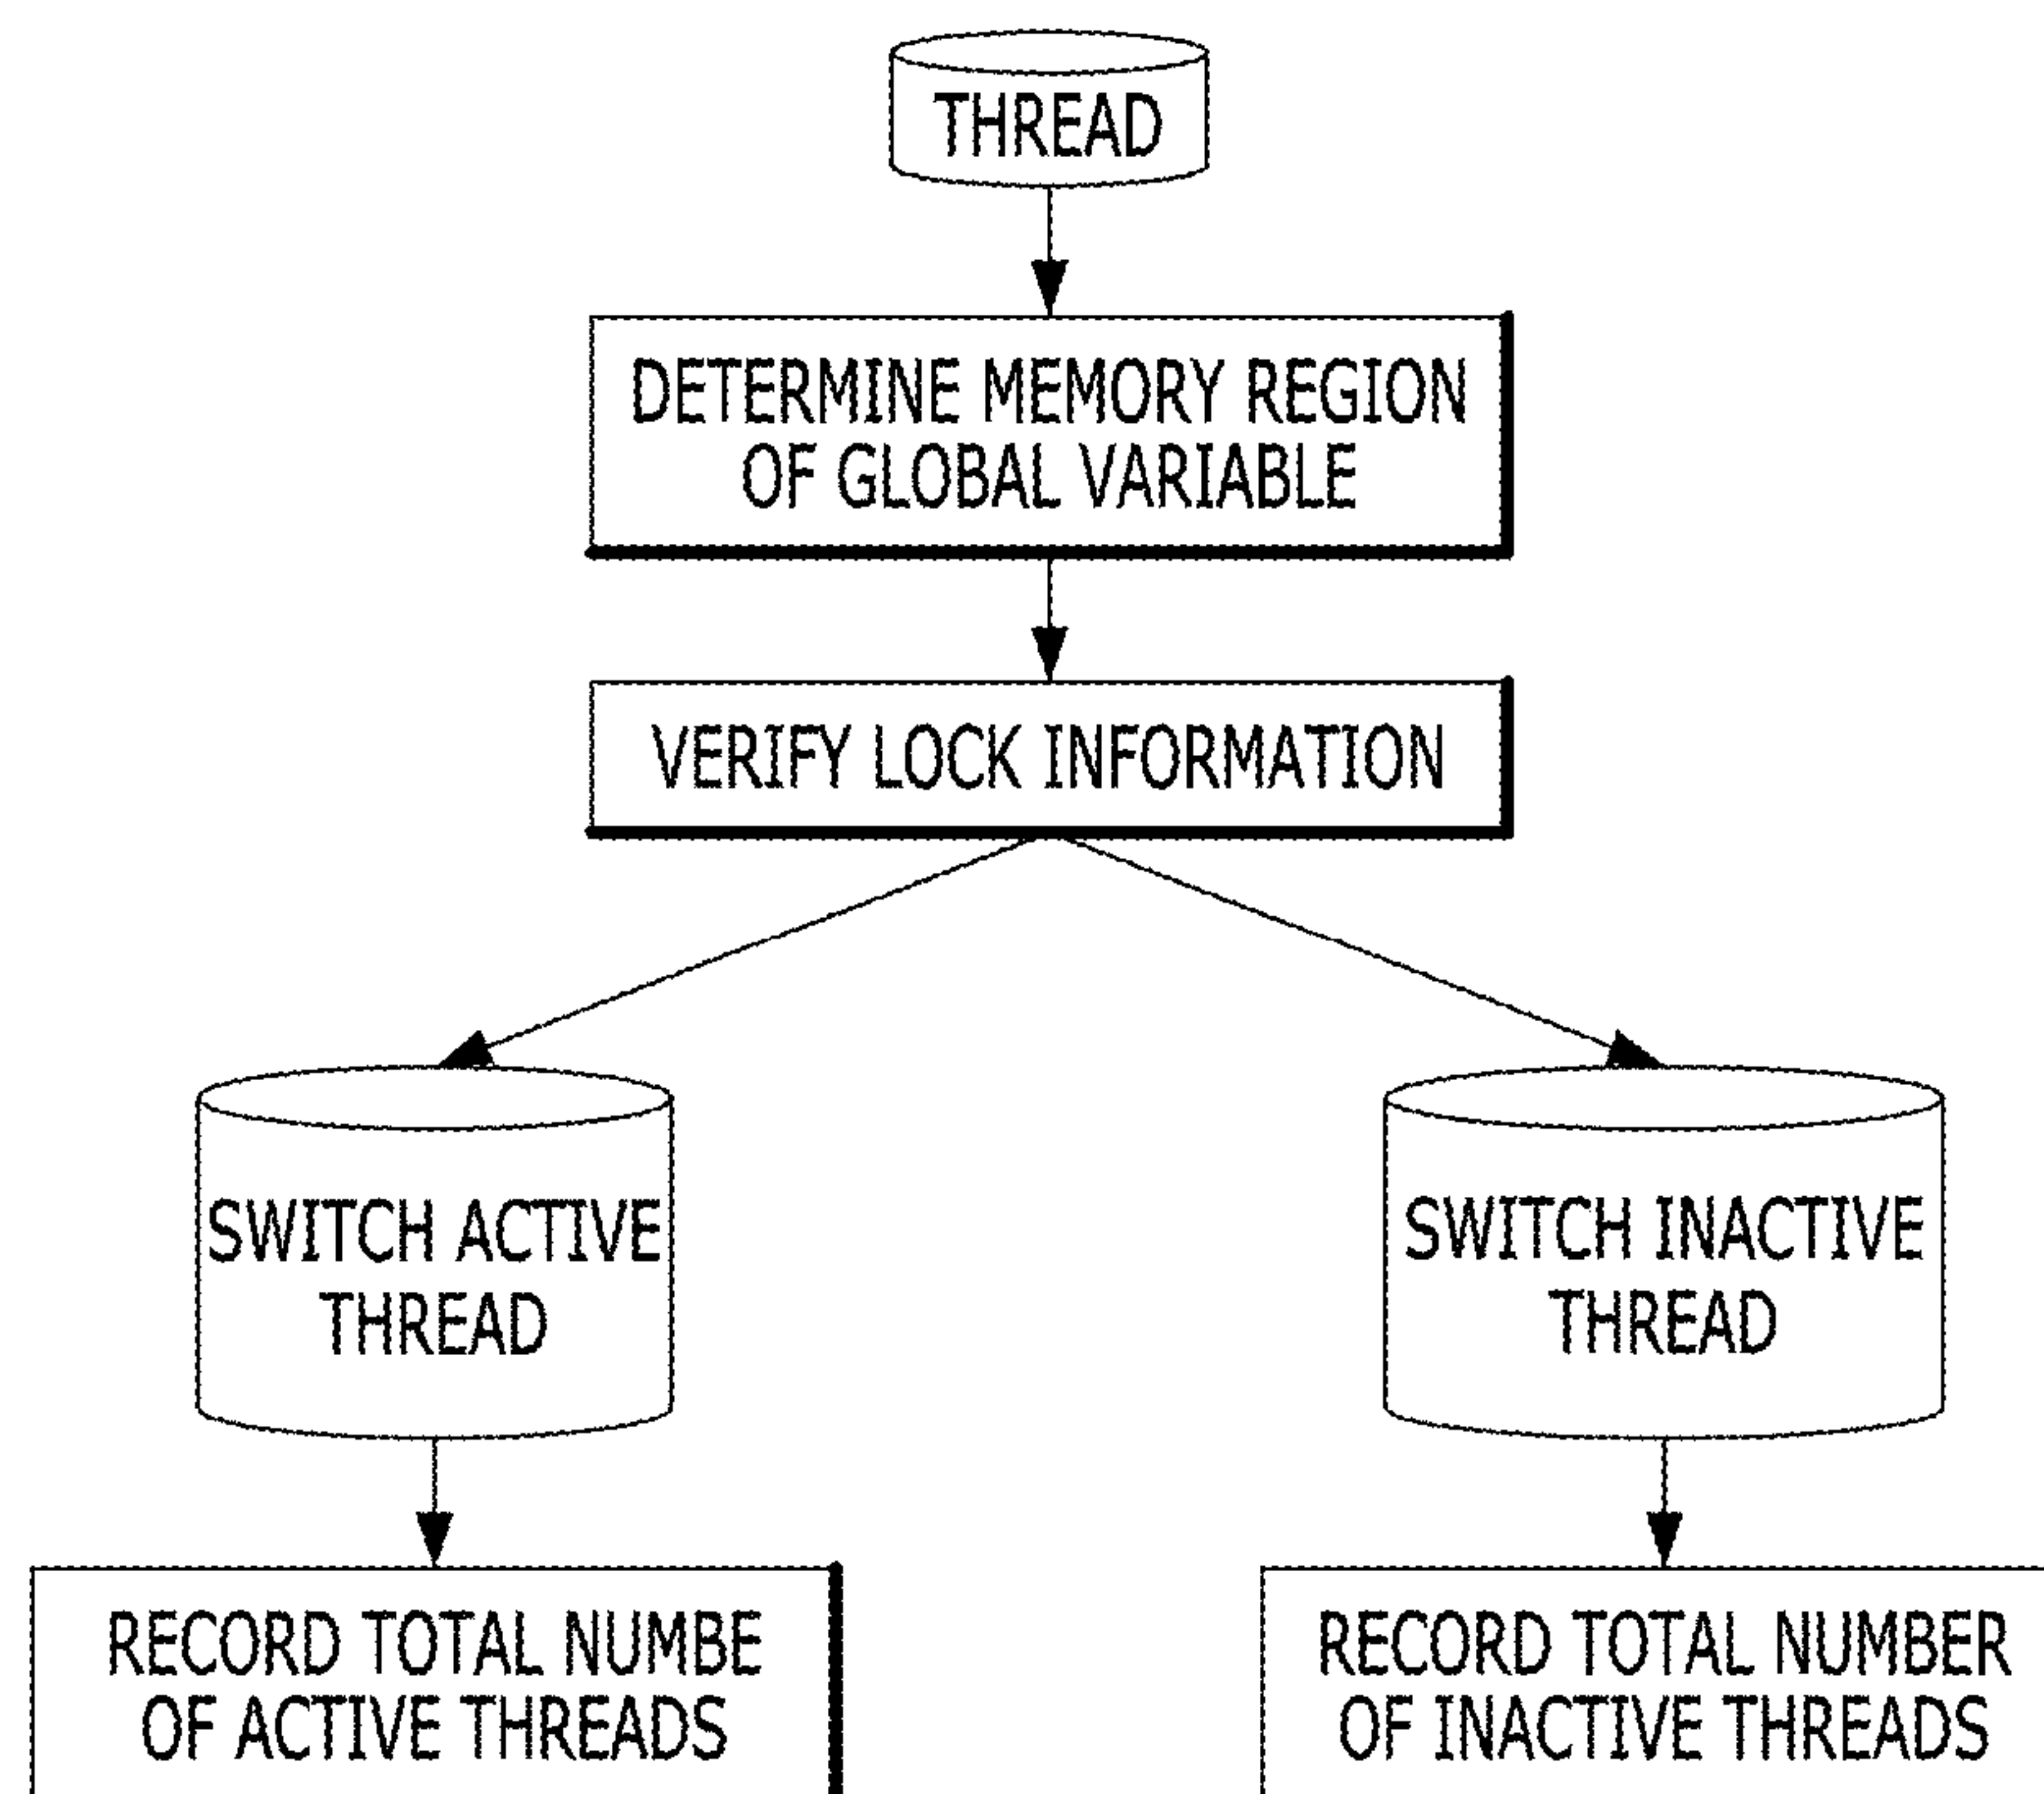 THREAD
DETERMINE MEMORY REGION
OF GLOBAL VARIABLE
VERIFY LOCK INFORMATION
SWITCH ACTIVE
THREAD
SWITCH INACTIVE
THREAD
RECORD TOTAL NUMBE
OF ACTIVE THREADS
RECORD TOTAL NUMBER
OF INACTIVE THREADS